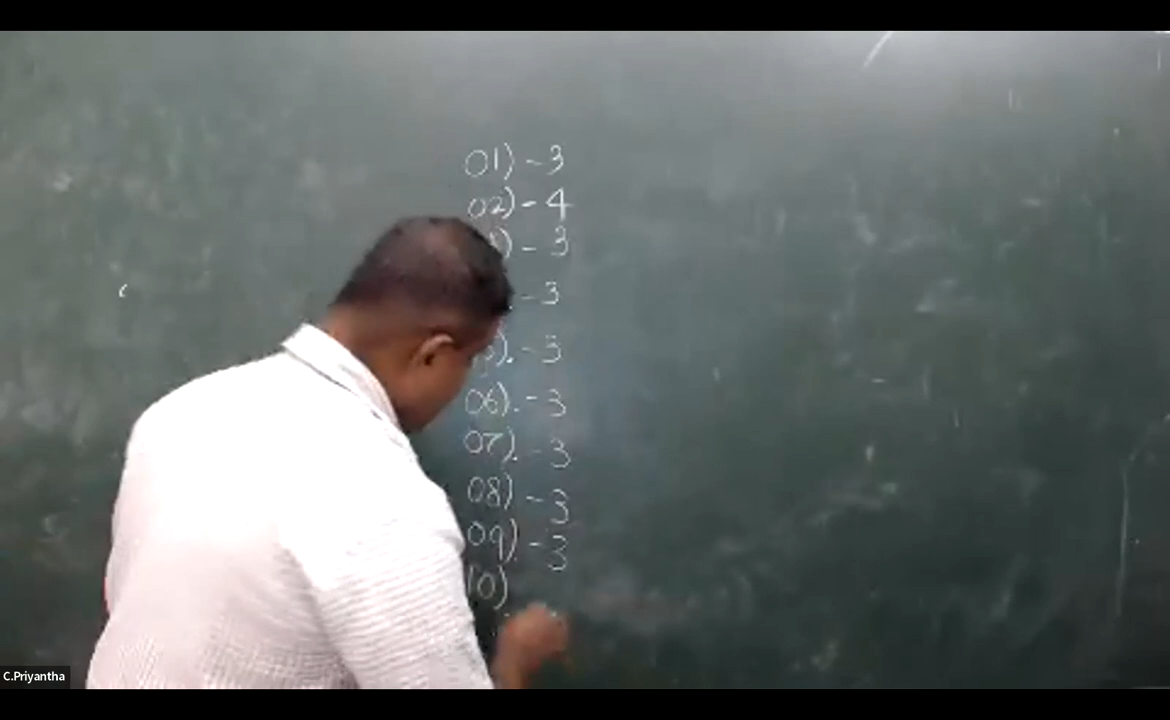 01) - 3
02) - 4
) - 3
. - 3
). - 3
06). - 3
07). - 3
08) - 3
09). - 3
10)
C.Priyantha